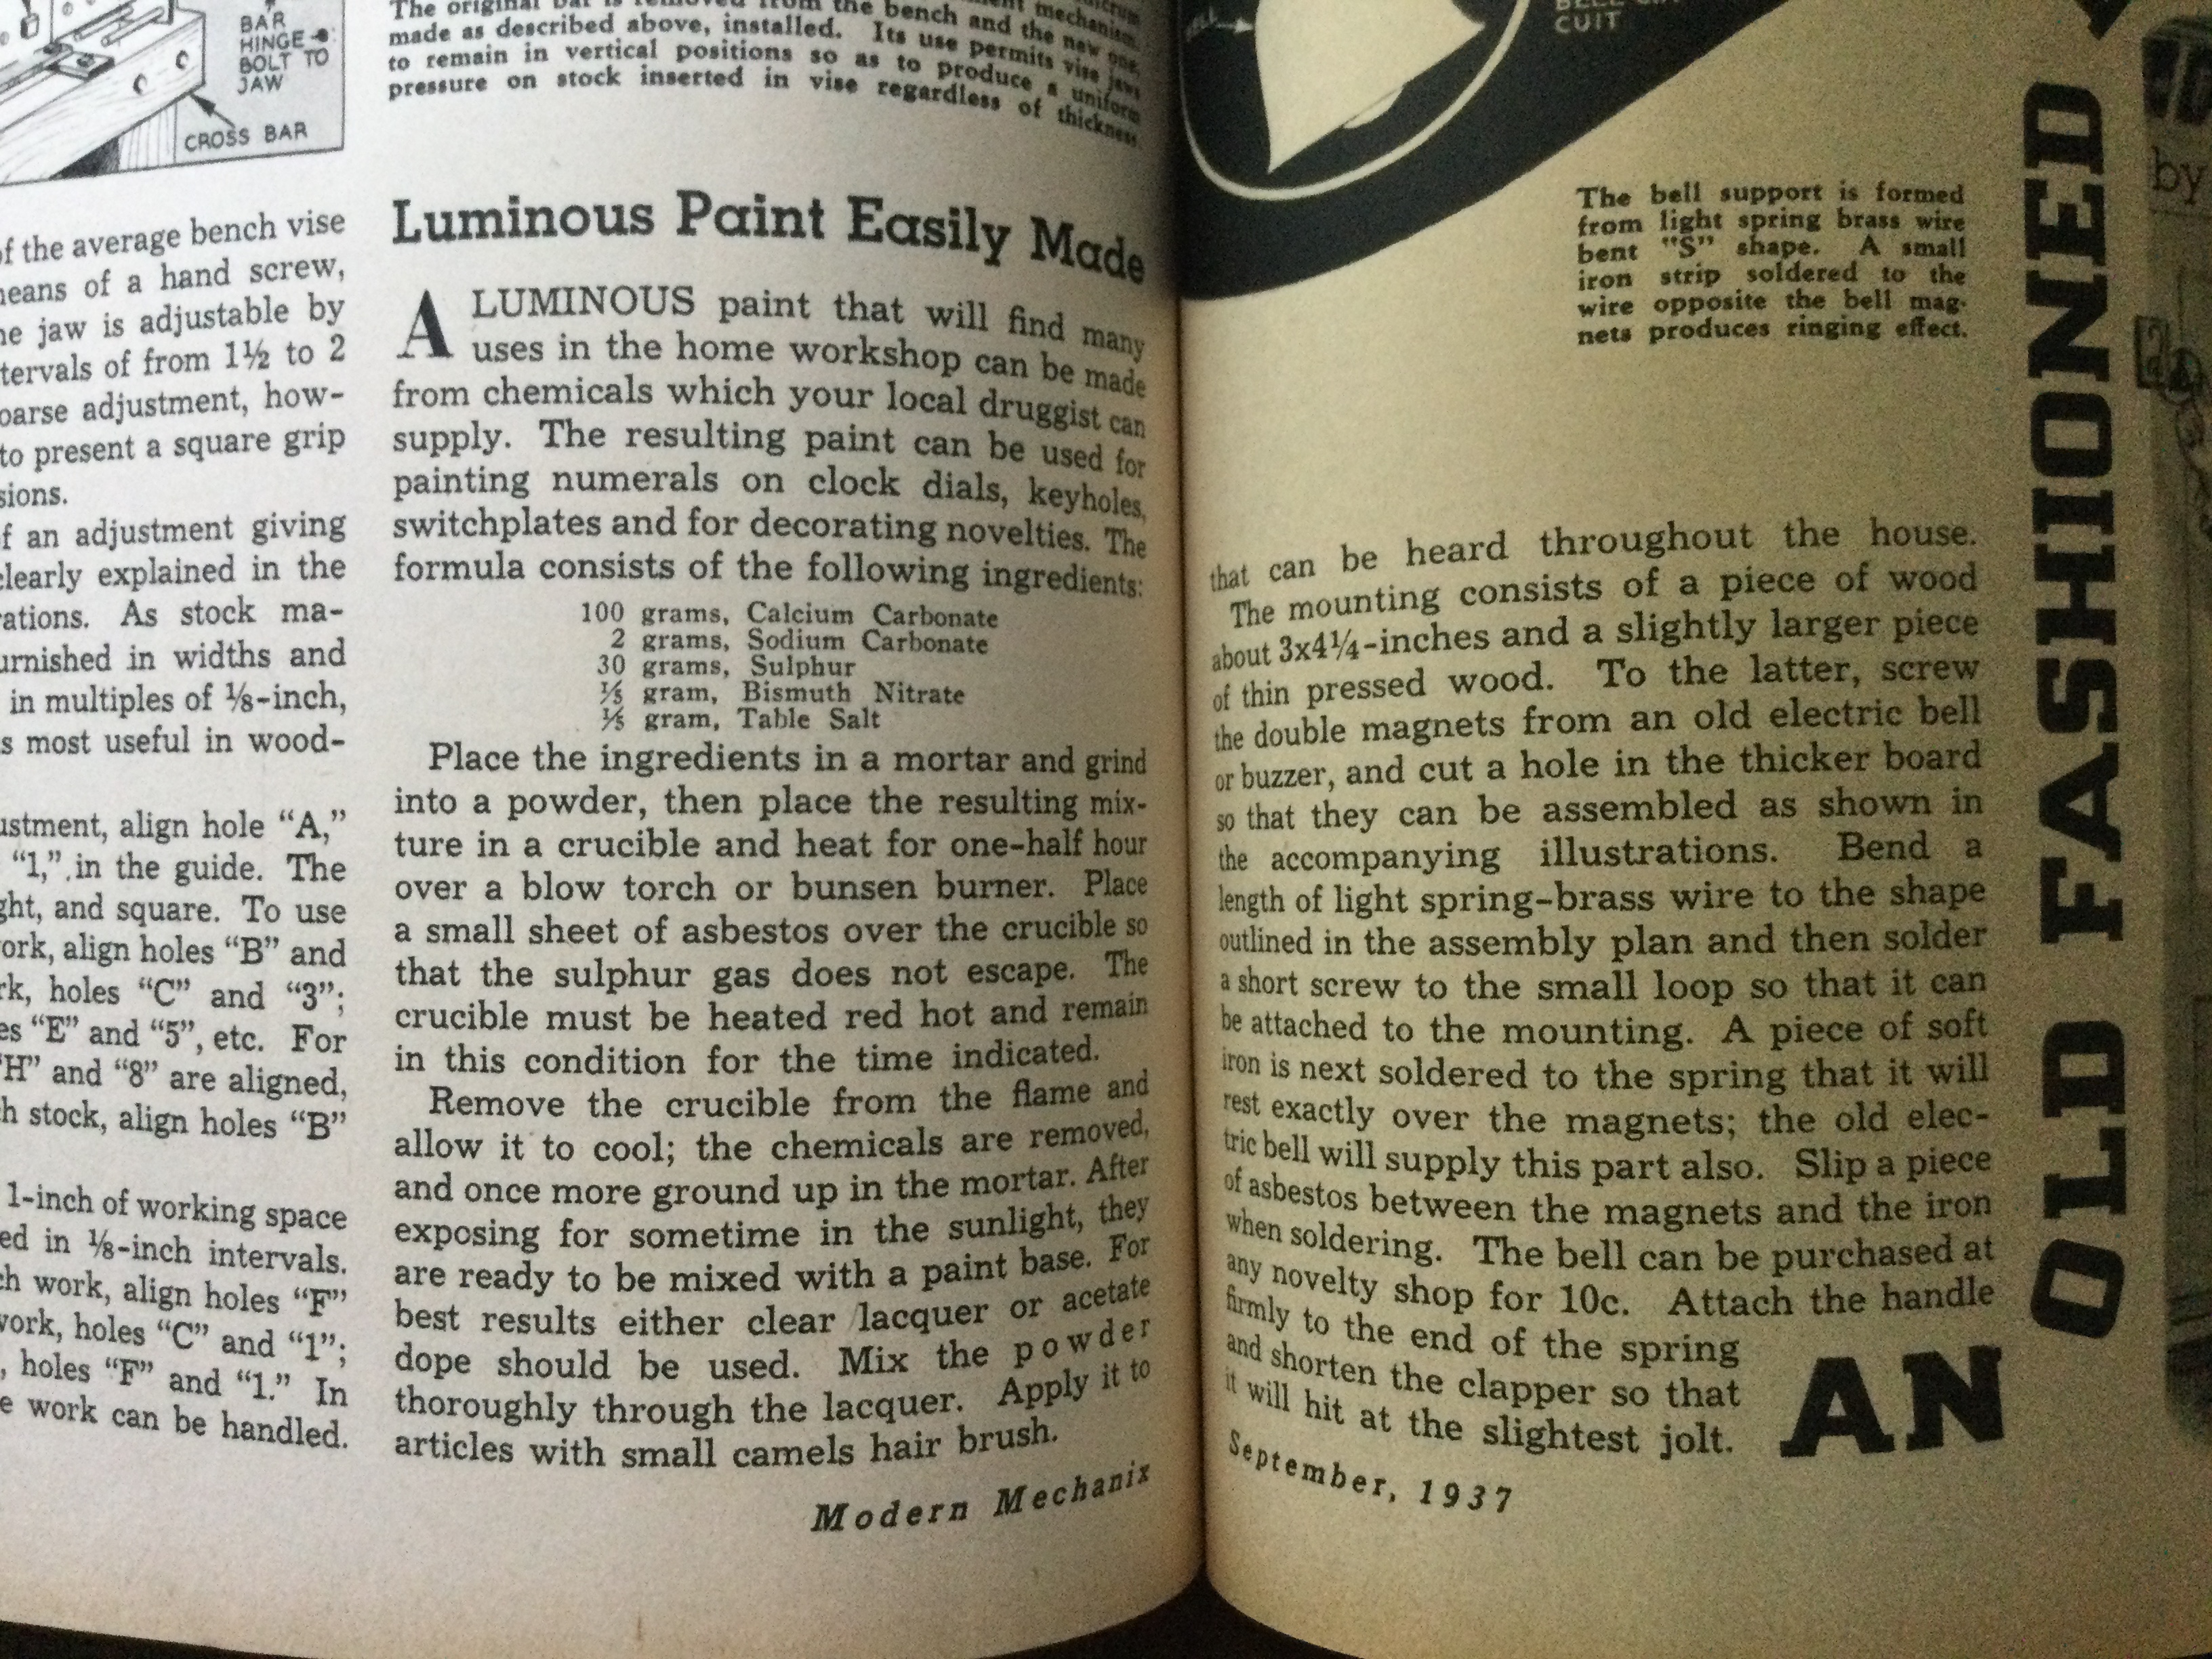 BAR
HINGE
BOLT TO
JAW
CROSS BAR
of the average bench vise
means of a hand screw,
jaw is adjustable by
intervals of from 1½ to 2
coarse adjustment, how-
to present a square grip
of an adjustment giving
clearly explained in the
As stock ma-
furnished in widths and
in multiples of ⅛-inch,
most useful in wood-
align hole “A,”
“1,” in the guide. The
and square. To use
work, align holes “B” and
holes “C” and “3”;
“E” and “5”, etc. For
“H” and “8” are aligned,
stock, align holes “B”
1-inch of working space
in ⅛-inch intervals.
work, align holes “F”
work, holes “C” and “1”;
holes “F” and “1.” In
work can be handled.
The original bar is removed from the bench and the new one,
made as described above, installed. Its use permits vise jaws
to remain in vertical positions so as to produce a uniform
pressure on stock inserted in vise regardless of thickness.
Luminous Paint Easily Made
A LUMINOUS paint that will find many
uses in the home workshop can be made
from chemicals which your local druggist can
supply. The resulting paint can be used for
painting numerals on clock dials, keyholes,
switchplates and for decorating novelties. The
formula consists of the following ingredients:
100 grams, Calcium Carbonate
2 grams, Sodium Carbonate
30 grams, Sulphur
⅕ gram, Bismuth Nitrate
⅕ gram, Table Salt
Place the ingredients in a mortar and grind
into a powder, then place the resulting mix-
ture in a crucible and heat for one-half hour
over a blow torch or bunsen burner. Place
a small sheet of asbestos over the crucible so
that the sulphur gas does not escape. The
crucible must be heated red hot and remain
in this condition for the time indicated.
Remove the crucible from the flame and
allow it to cool; the chemicals are removed,
and once more ground up in the mortar. After
exposing for sometime in the sunlight, they
are ready to be mixed with a paint base. For
best results either clear lacquer or acetate
dope should be used. Mix the powder
thoroughly through the lacquer. Apply it to
articles with small camels hair brush.
Modern Mechanix
CUIT
The bell support is formed
from light spring brass wire
bent "S" shape. A small
iron strip soldered to the
wire opposite the bell mag-
nets produces ringing effect.
that can be heard throughout the house.
The mounting consists of a piece of wood
about 3x4¼-inches and a slightly larger piece
of thin pressed wood. To the latter, screw
the double magnets from an old electric bell
or buzzer, and cut a hole in the thicker board
so that they can be assembled as shown in
the accompanying illustrations. Bend a
length of light spring-brass wire to the shape
outlined in the assembly plan and then solder
a short screw to the small loop so that it can
be attached to the mounting. A piece of soft
iron is next soldered to the spring that it will
rest exactly over the magnets; the old elec-
tric bell will supply this part also. Slip a piece
of asbestos between the magnets and the iron
when soldering. The bell can be purchased at
any novelty shop for 10c. Attach the handle
firmly to the end of the spring
and shorten the clapper so that
it will hit at the slightest jolt.
September, 1937
AN
OLD FASHIONED
by